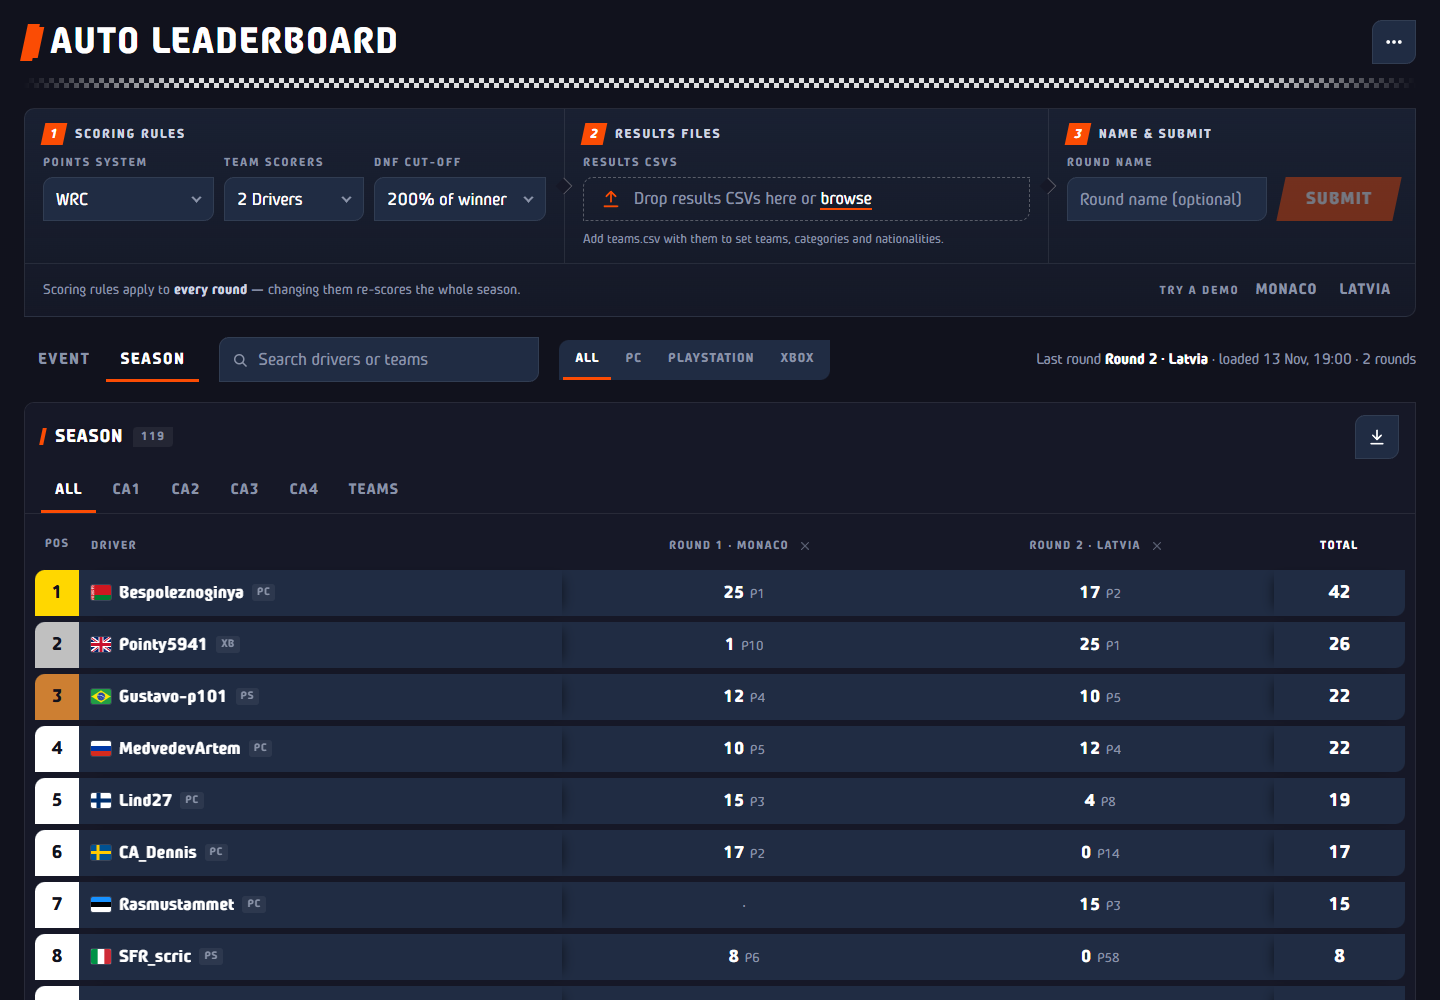 AUTO LEADERBOARD
1 SCORING RULES
POINTS SYSTEM TEAM SCORERS DNF CUT-OFF
WRC 2 Drivers 200% of winner
2 RESULTS FILES
RESULTS CSVS
Drop results CSVs here or browse
Add teams.csv with them to set teams, categories and nationalities.
3 NAME & SUBMIT
ROUND NAME
Round name (optional) SUBMIT
Scoring rules apply to every round — changing them re-scores the whole season.
TRY A DEMO MONACO LATVIA
EVENT SEASON Search drivers or teams ALL PC PLAYSTATION XBOX Last round Round 2 · Latvia · loaded 13 Nov, 19:00 · 2 rounds
SEASON 119
ALL CA1 CA2 CA3 CA4 TEAMS
POS DRIVER ROUND 1 · MONACO × ROUND 2 · LATVIA × TOTAL
1 Bespoleznoginya PC 25 P1 17 P2 42
2 Pointy5941 XB 1 P10 25 P1 26
3 Gustavo-p101 PS 12 P4 10 P5 22
4 MedvedevArtem PC 10 P5 12 P4 22
5 Lind27 PC 15 P3 4 P8 19
6 CA_Dennis PC 17 P2 0 P14 17
7 Rasmustammet PC · 15 P3 15
8 SFR_scric PS 8 P6 0 P58 8